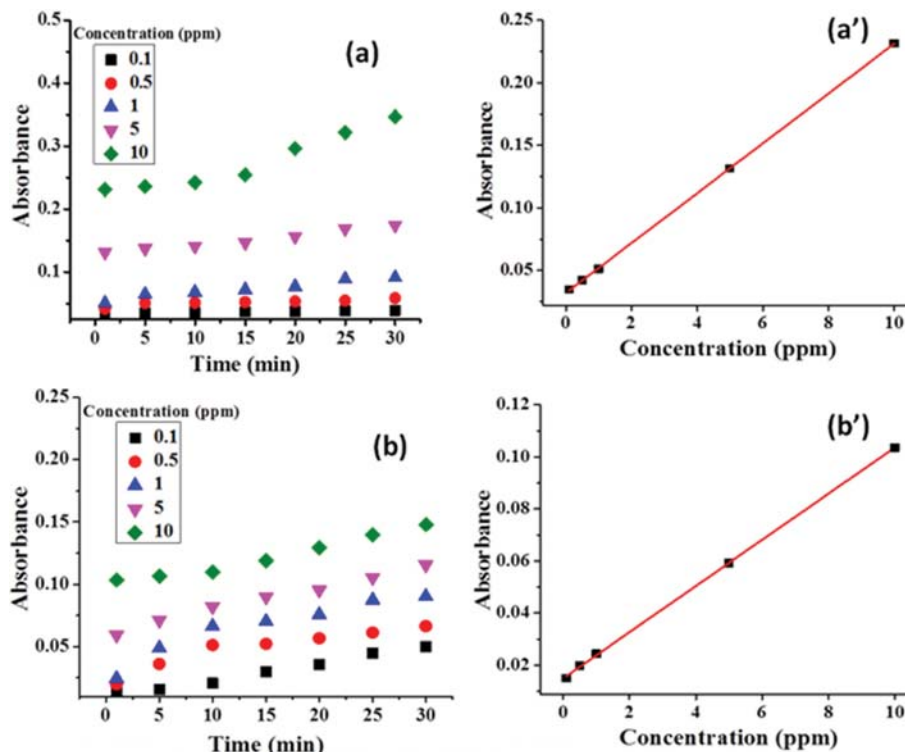 0.5
0.4
0.3
0.2
0.1
Absorbance
Concentration (ppm)
0.1
0.5
1
5
10
(a)
0 5 10 15 20 25 30
Time (min)
0.25
0.20
0.15
0.10
0.05
Absorbance
(a’)
0 2 4 6 8 10
Concentration (ppm)
0.25
0.20
0.15
0.10
0.05
Absorbance
Concentration (ppm)
0.1
0.5
1
5
10
(b)
0 5 10 15 20 25 30
Time (min)
0.12
0.10
0.08
0.06
0.04
0.02
Absorbance
(b’)
0 2 4 6 8 10
Concentration (ppm)